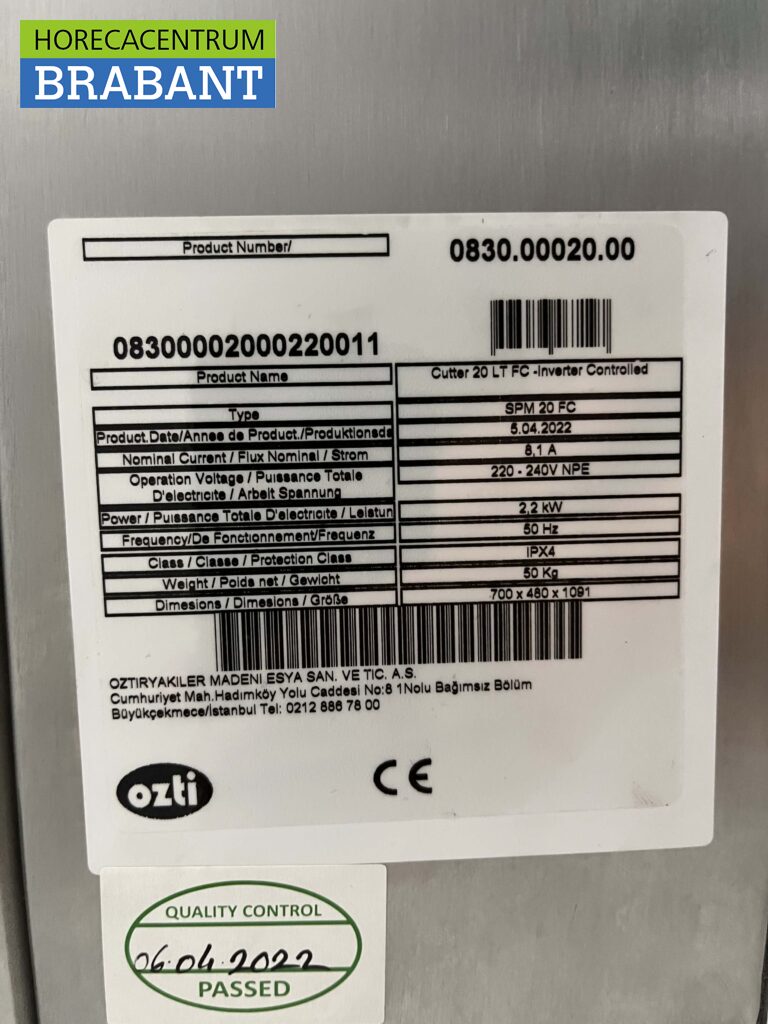 HORECACENTRUM
BRABANT
Product Number/ 0830.00020.00
08300002000220011
Product Name Cutter 20 LT FC -Inverter Controlled
Type SPM 20 FC
Product.Date/Annee de Product./Produktionsda 5.04.2022
Nominal Current / Flux Nominal / Strom 8,1 A
Operation Voltage / Puissance Totale 220 - 240V NPE
D'electricite / Arbeit Spannung
Power / Puissance Totale D'electricite / Leistun 2,2 kW
Frequency/De Fonctionnement/Frequenz 50 Hz
Class / Classe / Protection Class IPX4
Weight / Poids net / Gewicht 50 Kg
Dimesions / Dimesions / Größe 700 x 480 x 1091
OZTIRYAKILER MADENI ESYA SAN. VE TIC. A.S.
Cumhuriyet Mah.Hadımköy Yolu Caddesi No:8 1Nolu Bağımsız Bölüm
Büyükçekmece/İstanbul Tel: 0212 886 78 00
ozti CE
QUALITY CONTROL
06.04.2022
PASSED